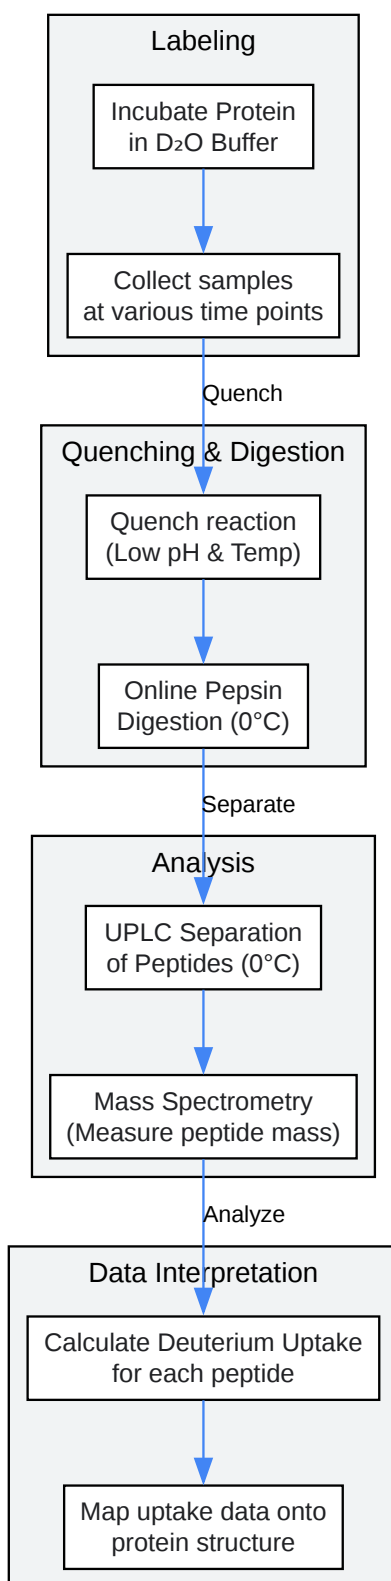 Labeling
Incubate Protein
in D₂O Buffer
Collect samples
at various time points
Quench
Quenching & Digestion
Quench reaction
(Low pH & Temp)
Online Pepsin
Digestion (0°C)
Separate
Analysis
UPLC Separation
of Peptides (0°C)
Mass Spectrometry
(Measure peptide mass)
Analyze
Data Interpretation
Calculate Deuterium Uptake
for each peptide
Map uptake data onto
protein structure